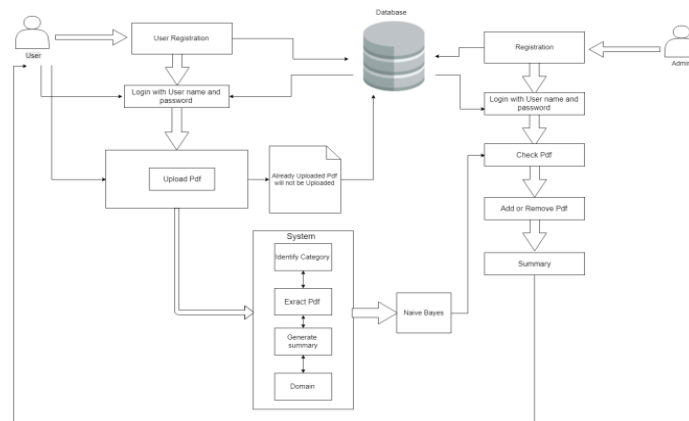 Database
User
User Registration
Registration
Admin
Login with User name and
password
Login with User name and
password
Upload Pdf
Already Uploaded Pdf
will not be Uploaded
Check Pdf
Add or Remove Pdf
System
Identify Category
Exract Pdf
Generate
summary
Domain
Naive Bayes
Summary